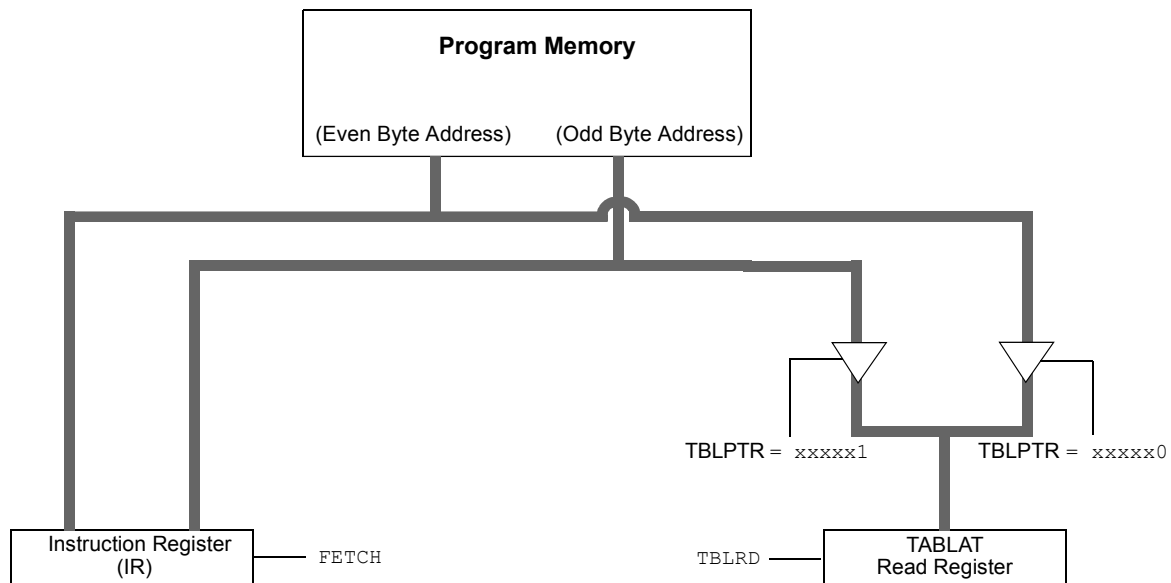 Program Memory
(Even Byte Address)
(Odd Byte Address)
TBLPTR = xxxxx1
TBLPTR = xxxxx0
Instruction Register
(IR)
FETCH
TBLRD
TABLAT
Read Register